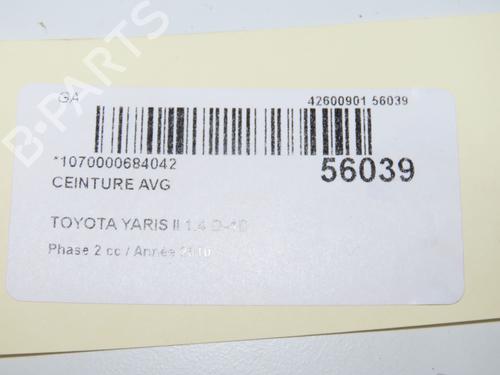 GA 42600901 56039
*1070000684042 56039
CEINTURE AVG
TOYOTA YARIS II 1.4 D-4D
Phase 2 cc / Année 2010
B-PARTS